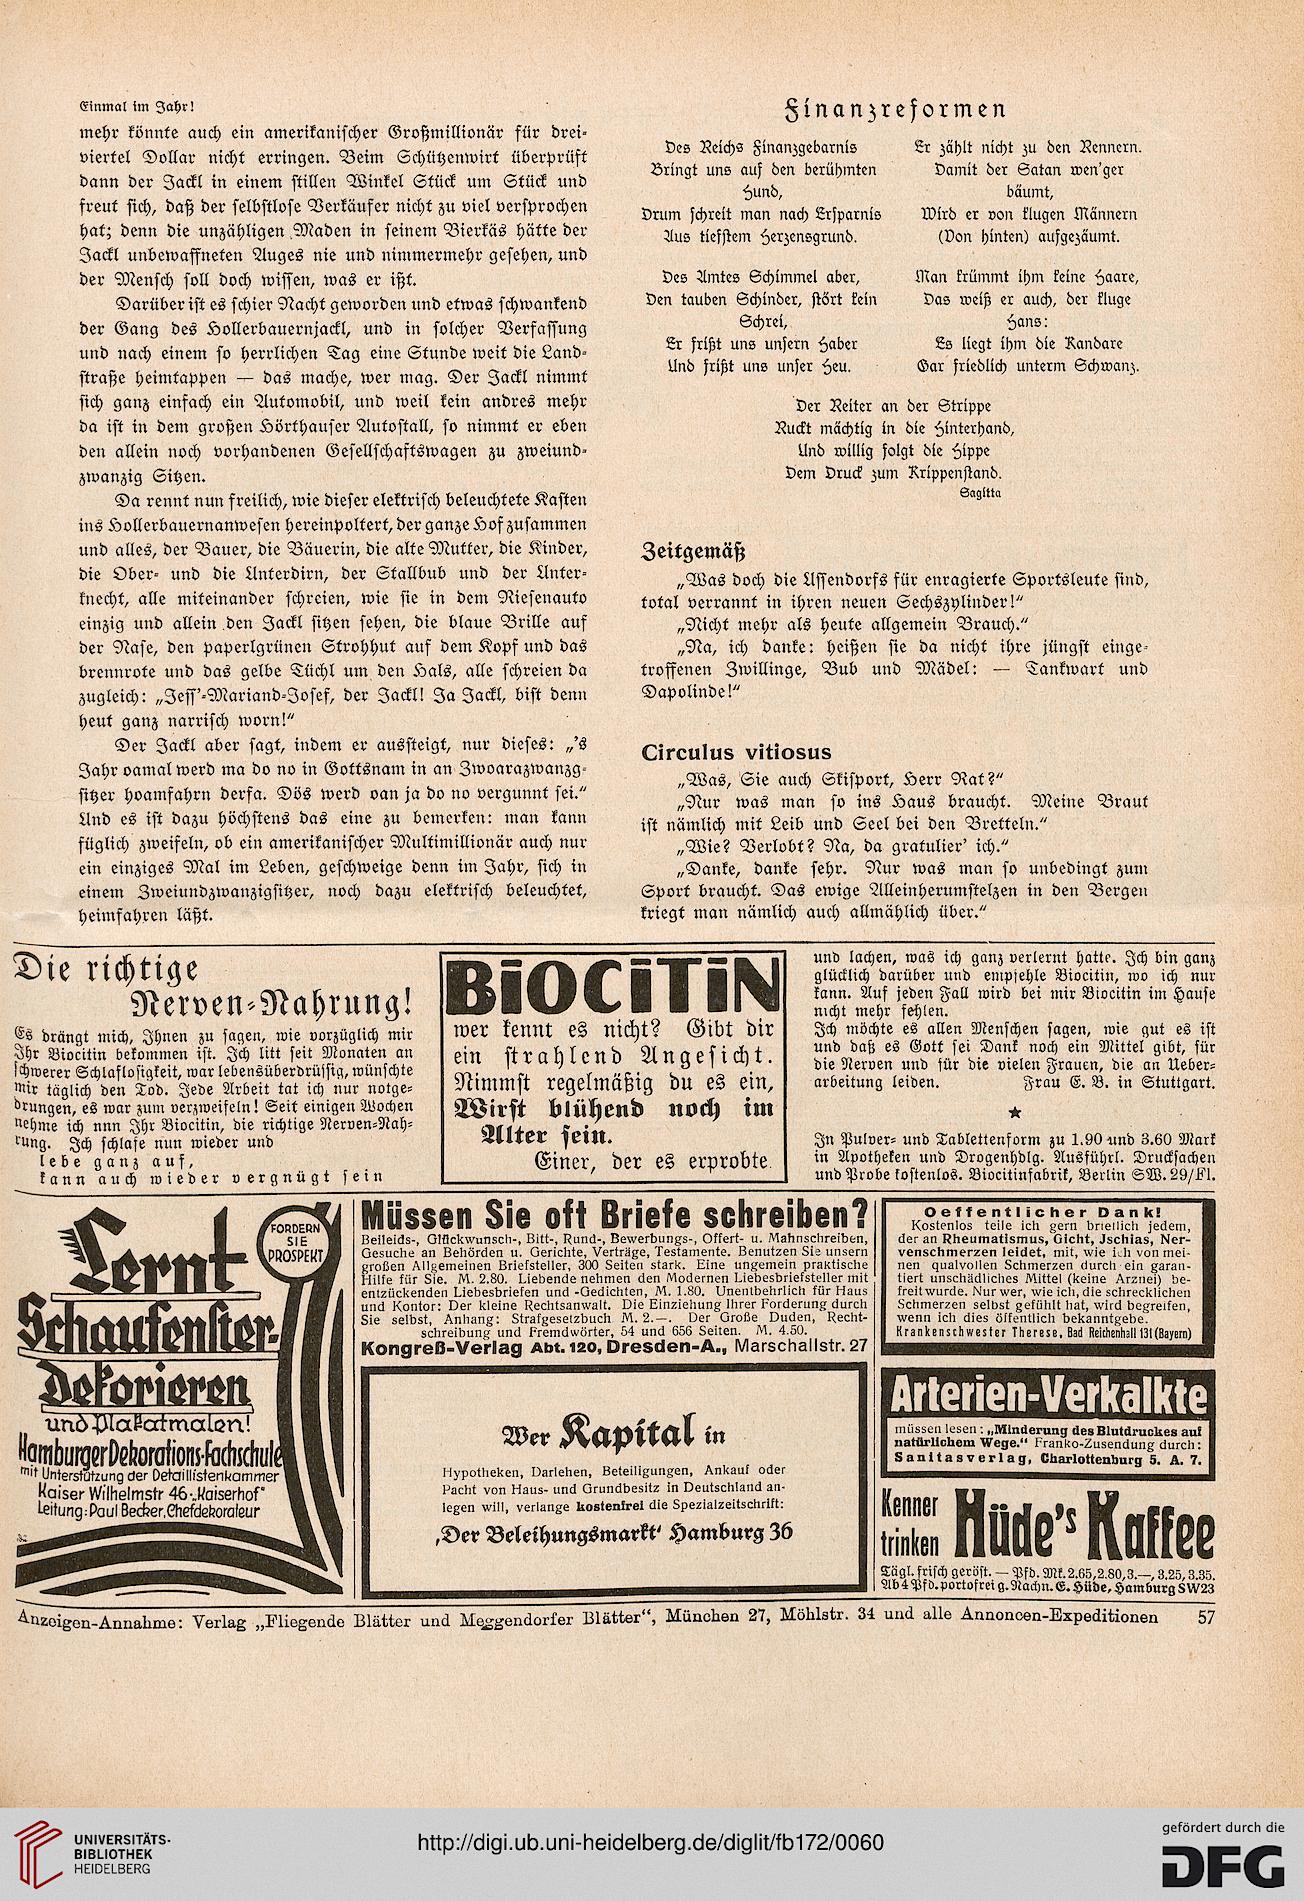 Einmal im Jahr!
mehr könnte auch ein amerikanischer Großmillionär für drei-
viertel Dollar nicht erringen. Beim Schützenwirt überprüft
dann der Jackl in einem stillen Winkel Stück um Stück und
freut sich, daß der selbstlose Verkäufer nicht zu viel versprochen
hat; denn die unzähligen Maden in seinem Bierkäs hätte der
Jackl unbewaffneten Auges nie und nimmermehr gesehen, und
der Mensch soll doch wissen, was er ißt.
Darüber ist es schier Nacht geworden und etwas schwankend
der Gang des Hollerbauernjackl, und in solcher Verfassung
und nach einem so herrlichen Tag eine Stunde weit die Land-
straße heimtappen — das mache, wer mag. Der Jackl nimmt
sich ganz einfach ein Automobil, und weil kein andres mehr
da ist in dem großen Hörthauser Autostall, so nimmt er eben
den allein noch vorhandenen Gesellschaftswagen zu zweiund-
zwanzig Sitzen.
Da rennt nun freilich, wie dieser elektrisch beleuchtete Kasten
ins Hollerbauernanwesen hereinpoltert, der ganze Hof zusammen
und alles, der Bauer, die Bäuerin, die alte Mutter, die Kinder,
die Ober- und die Unterdirn, der Stallbub und der Unter-
knecht, alle miteinander schreien, wie sie in dem Riesenauto
einzig und allein den Jackl sitzen sehen, die blaue Brille auf
der Nase, den paperlgrünen Strohhut auf dem Kopf und das
brennrote und das gelbe Tüchl um den Hals, alle schreien da
zugleich: „Jess'-Mariand-Josef, der Jackl! Ja Jackl, bist denn
heut ganz narrisch worn!“
Der Jackl aber sagt, indem er aussteigt, nur dieses: „'s
Jahr oamal werd ma do no in Gottsnam in an Zwoarazwanzg-
sitzer hoamfahrn derfa. Dös werd oan ja do no vergunnt sei.“
Und es ist dazu höchstens das eine zu bemerken: man kann
füglich zweifeln, ob ein amerikanischer Multimillionär auch nur
ein einziges Mal im Leben, geschweige denn im Jahr, sich in
einem Zweiundzwanzigsitzer, noch dazu elektrisch beleuchtet,
heimfahren läßt.
Finanzreformen
Des Reichs Finanzgebarnis
Bringt uns auf den berühmten
Hund,
Drum schreit man nach Ersparnis
Aus tiefstem Herzensgrund.
Des Amtes Schimmel aber,
Den tauben Schinder, stört kein
Schrei,
Er frißt uns unsern Haber
Und frißt uns unser Heu.
Er zählt nicht zu den Rennern.
Damit der Satan wen'ger
bäumt,
Wird er von klugen Männern
(Von hinten) aufgezäumt.
Man krümmt ihm keine Haare,
Das weiß er auch, der kluge
Hans:
Es liegt ihm die Kandare
Gar friedlich unterm Schwanz.
Der Reiter an der Strippe
Ruckt mächtig in die Hinterhand,
Und willig folgt die Hippe
Dem Druck zum Krippenstand.
Sagitta
Zeitgemäß
„Was doch die Assendorfs für enragierte Sportsleute sind,
total verrannt in ihren neuen Sechszylinder!“
„Nicht mehr als heute allgemein Brauch.“
„Na, ich danke: heißen sie da nicht ihre jüngst einge-
troffenen Zwillinge, Bub und Mädel: — Tankwart und
Dapolinde!“
Circulus vitiosus
„Was, Sie auch Skisport, Herr Rat?“
„Nur was man so ins Haus braucht. Meine Braut
ist nämlich mit Leib und Seel bei den Bretteln.“
„Wie? Verlobt? Na, da gratulier' ich.“
„Danke, danke sehr. Nur was man so unbedingt zum
Sport braucht. Das ewige Alleinherumstelzen in den Bergen
kriegt man nämlich auch allmählich über.“
Die richtige
Nerven-Nahrung!
Es drängt mich, Ihnen zu sagen, wie vorzüglich mir
Ihr Biocitin bekommen ist. Ich litt seit Monaten an
schwerer Schlaflosigkeit, war lebensüberdrüssig, wünschte
mir täglich den Tod. Jede Arbeit tat ich nur notge-
drungen, es war zum verzweifeln! Seit einigen Wochen
nehme ich nnn Ihr Biocitin, die richtige Nerven-Nah-
rung. Ich schlafe nun wieder und
lebe ganz auf,
kann auch wieder vergnügt sein
BiOCiTiN
wer kennt es nicht? Gibt dir
ein strahlend Angesicht.
Nimmst regelmäßig du es ein,
Wirst blühend noch im
Alter sein.
Einer, der es erprobte.
und lachen, was ich ganz verlernt hatte. Ich bin ganz
glücklich darüber und empfehle Biocitin, wo ich nur
kann. Auf jeden Fall wird bei mir Biocitin im Hause
nicht mehr fehlen.
Ich möchte es allen Menschen sagen, wie gut es ist
und daß es Gott sei Dank noch ein Mittel gibt, für
die Nerven und für die vielen Frauen, die an Ueber-
arbeitung leiden. Frau E. B. in Stuttgart.
★
In Pulver- und Tablettenform zu 1.90 und 3.60 Mark
in Apotheken und Drogenhdlg. Ausführl. Drucksachen
und Probe kostenlos. Biocitinfabrik, Berlin SW. 29/Fl.
Lernt
FORDERN
SIE
PROSPEKT
Schaufenster-
Dekorieren
und Plakatmalen!
Hamburger Dekorations-Fachschule
mit Unterstützung der Detaillistenkammer
Kaiser Wilhelmstr 46 „Kaiserhof“
Leitung: Paul Becker, Chefdekorateur
Müssen Sie oft Briefe schreiben?
Beileids-, Glückwunsch-, Bitt-, Rund-, Bewerbungs-, Offert- u. Mahnschreiben,
Gesuche an Behörden u. Gerichte, Verträge, Testamente. Benutzen Sie unsern
großen Allgemeinen Briefsteller, 300 Seiten stark. Eine ungemein praktische
Hilfe für Sie. M. 2.80. Liebende nehmen den Modernen Liebesbriefsteller mit
entzückenden Liebesbriefen und -Gedichten, M. 1.80. Unentbehrlich für Haus
und Kontor: Der kleine Rechtsanwalt. Die Einziehung Ihrer Forderung durch
Sie selbst, Anhang: Strafgesetzbuch M. 2.—. Der Große Duden, Recht-
schreibung und Fremdwörter, 54 und 656 Seiten. M. 4.50.
Kongreß-Verlag Abt. 120, Dresden-A., Marschallstr. 27
Wer Kapital in
Hypotheken, Darlehen, Beteiligungen, Ankauf oder
Pacht von Haus- und Grundbesitz in Deutschland an-
legen will, verlange kostenfrei die Spezialzeitschrift:
‚Der Beleihungsmarkt‘ Hamburg 36
Oeffentlicher Dank!
Kostenlos teile ich gern brieflich jedem,
der an Rheumatismus, Gicht, Jschias, Ner-
venschmerzen leidet, mit, wie ich von mei-
nen qualvollen Schmerzen durch ein garan-
tiert unschädliches Mittel (keine Arznei) be-
freit wurde. Nur wer, wie ich, die schrecklichen
Schmerzen selbst gefühlt hat, wird begreifen,
wenn ich dies öffentlich bekanntgebe.
Krankenschwester Therese, Bad Reichenhall 131 (Bayern)
Arterien-Verkalkte
müssen lesen: „Minderung des Blutdruckes auf
natürlichem Wege.“ Franko-Zusendung durch:
Sanitasverlag, Charlottenburg 5. A. 7.
Kenner
trinken
Hüde's Kaffee
Tägl. frisch geröst. — Pfd. Mk. 2.65, 2.80, 3.—, 3.25, 3.35.
Ab 4 Pfd. portofrei g. Nachn. E. Hüde, Hamburg SW23
Anzeigen-Annahme: Verlag „Fliegende Blätter und Meggendorfer Blätter“, München 27, Möhlstr. 34 und alle Annoncen-Expeditionen 57
UNIVERSITÄTS-
BIBLIOTHEK
HEIDELBERG
http://digi.ub.uni-heidelberg.de/diglit/fb172/0060
gefördert durch die
DFG